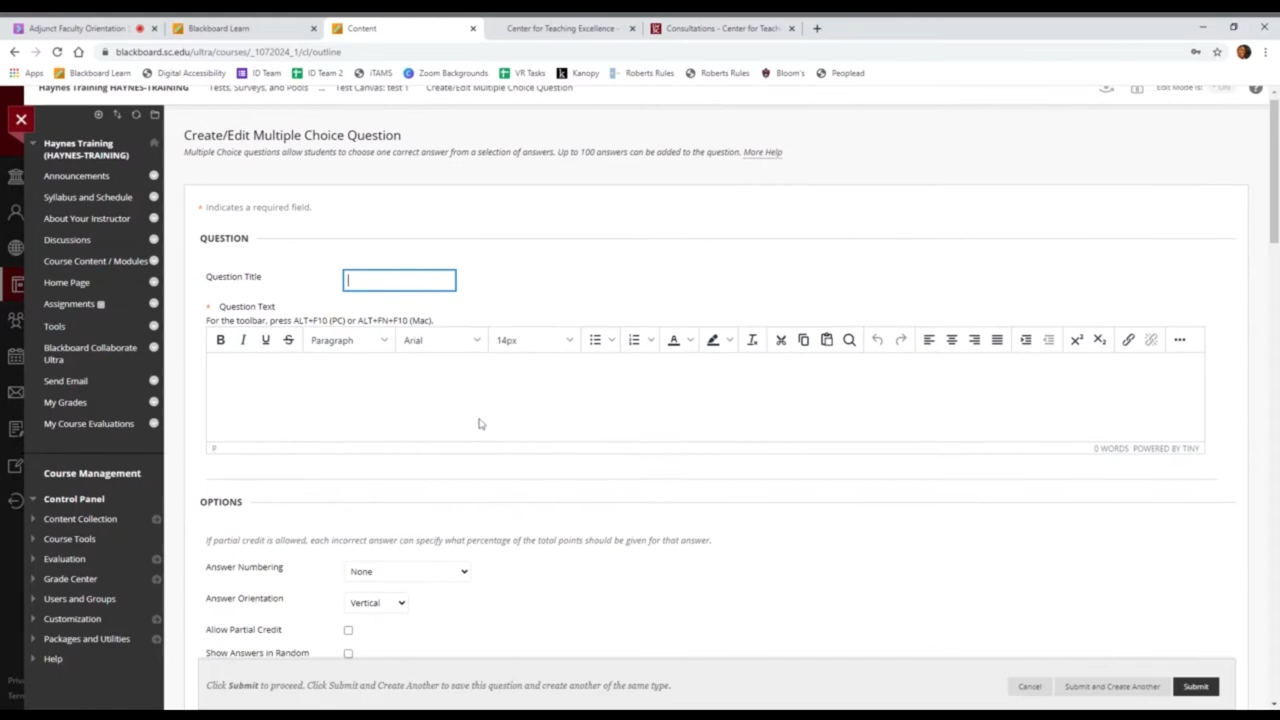 Adjunct Faculty Orientation
Blackboard Learn
Content
Center for Teaching Excellence -
Consultations - Center for Teach
blackboard.sc.edu/ultra/courses/_1072024_1/cl/outline
Apps
Blackboard Learn
Digital Accessibility
ID Team
ID Team 2
iTAMS
Zoom Backgrounds
VR Tasks
Kanopy
Roberts Rules
Roberts Rules
Bloom's
Peoplead
Haynes Training HAYNES-TRAINING
Tests, Surveys, and Pools
...
Test Canvas: test 1
Create/Edit Multiple Choice Question
Edit Mode is:
Haynes Training
(HAYNES-TRAINING)
Announcements
Syllabus and Schedule
About Your Instructor
Discussions
Course Content / Modules
Home Page
Assignments
Tools
Blackboard Collaborate
Ultra
Send Email
My Grades
My Course Evaluations
Course Management
Control Panel
Content Collection
Course Tools
Evaluation
Grade Center
Users and Groups
Customization
Packages and Utilities
Help
Create/Edit Multiple Choice Question
Multiple Choice questions allow students to choose one correct answer from a selection of answers. Up to 100 answers can be added to the question. More Help
* indicates a required field.
QUESTION
Question Title
* Question Text
For the toolbar, press ALT+F10 (PC) or ALT+FN+F10 (Mac).
B I U S Paragraph Arial 14px
P
0 WORDS POWERED BY TINY
OPTIONS
If partial credit is allowed, each incorrect answer can specify what percentage of the total points should be given for that answer.
Answer Numbering
None
Answer Orientation
Vertical
Allow Partial Credit
Show Answers in Random
Click Submit to proceed. Click Submit and Create Another to save this question and create another of the same type.
Cancel
Submit and Create Another
Submit